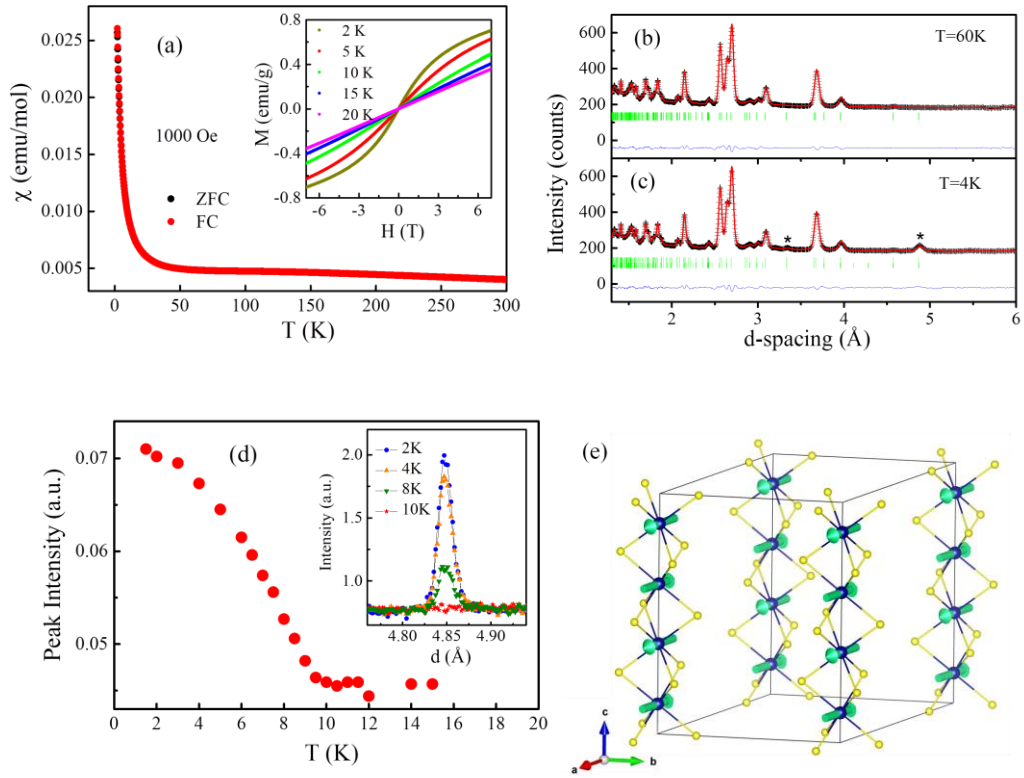 (a)
1000 Oe
ZFC
FC
χ (emu/mol)
0.025
0.020
0.015
0.010
0.005
0 50 100 150 200 250 300
T (K)
2 K
5 K
10 K
15 K
20 K
M (emu/g)
0.8
0.4
0.0
-0.4
-0.8
-6 -3 0 3 6
H (T)
(b)
T=60K
600
400
200
0
Intensity (counts)
(c)
T=4K
* *
600
400
200
0
2 3 4 5 6
d-spacing (Å)
(d)
Peak Intensity (a.u.)
0.07
0.06
0.05
0 2 4 6 8 10 12 14 16 18 20
T (K)
2K
4K
8K
10K
Intensity (a.u.)
2.0
1.5
1.0
4.80 4.85 4.90
d (Å)
(e)
c
a
b